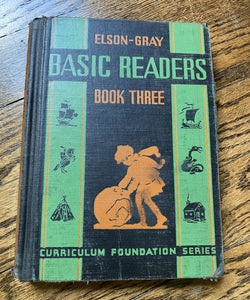 ELSON-GRAY
BASIC READERS
BOOK THREE
CURRICULUM FOUNDATION SERIES